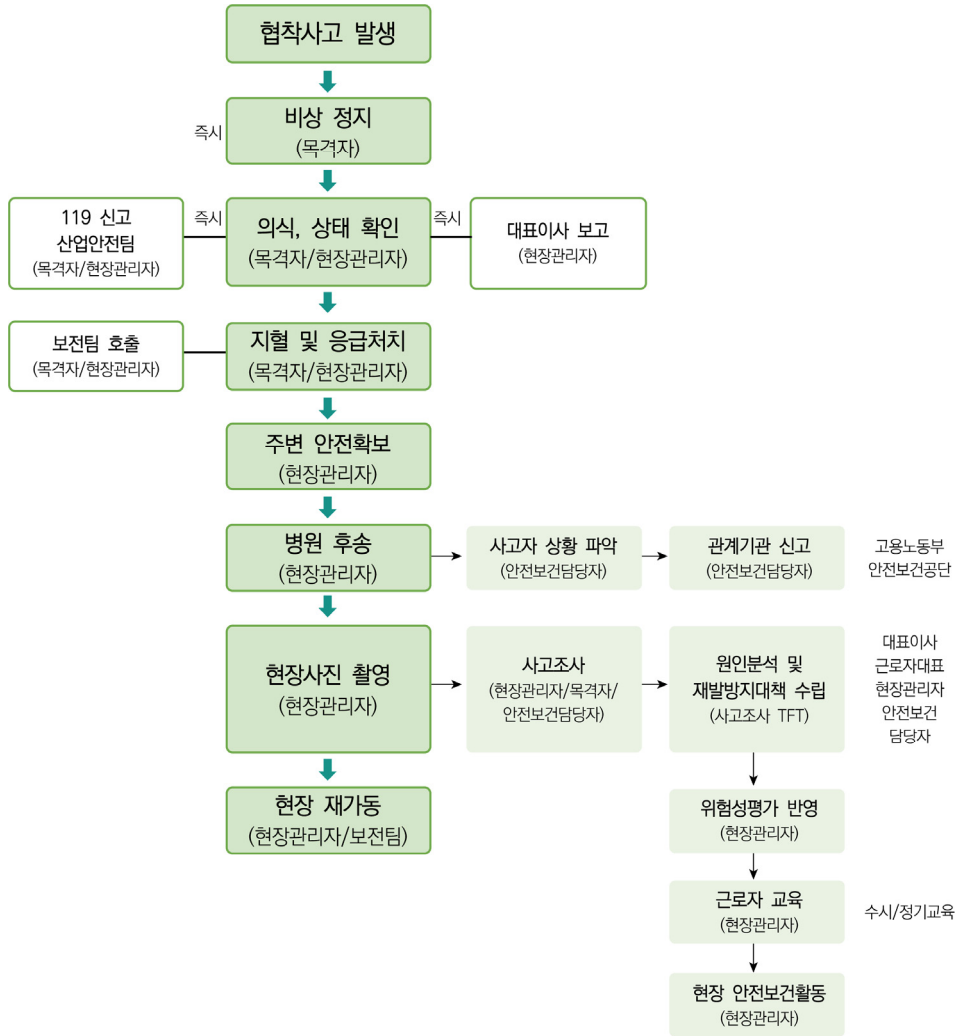 협착사고 발생
즉시
비상 정지
(목격자)
119 신고
산업안전팀
(목격자/현장관리자)
즉시
의식, 상태 확인
(목격자/현장관리자)
즉시
대표이사 보고
(현장관리자)
보전팀 호출
(목격자/현장관리자)
지혈 및 응급처치
(목격자/현장관리자)
주변 안전확보
(현장관리자)
병원 후송
(현장관리자)
사고자 상황 파악
(안전보건담당자)
관계기관 신고
(안전보건담당자)
고용노동부
안전보건공단
현장사진 촬영
(현장관리자)
사고조사
(현장관리자/목격자/
안전보건담당자)
원인분석 및
재발방지대책 수립
(사고조사 TFT)
대표이사
근로자대표
현장관리자
안전보건
담당자
현장 재가동
(현장관리자/보전팀)
위험성평가 반영
(현장관리자)
근로자 교육
(현장관리자)
수시/정기교육
현장 안전보건활동
(현장관리자)